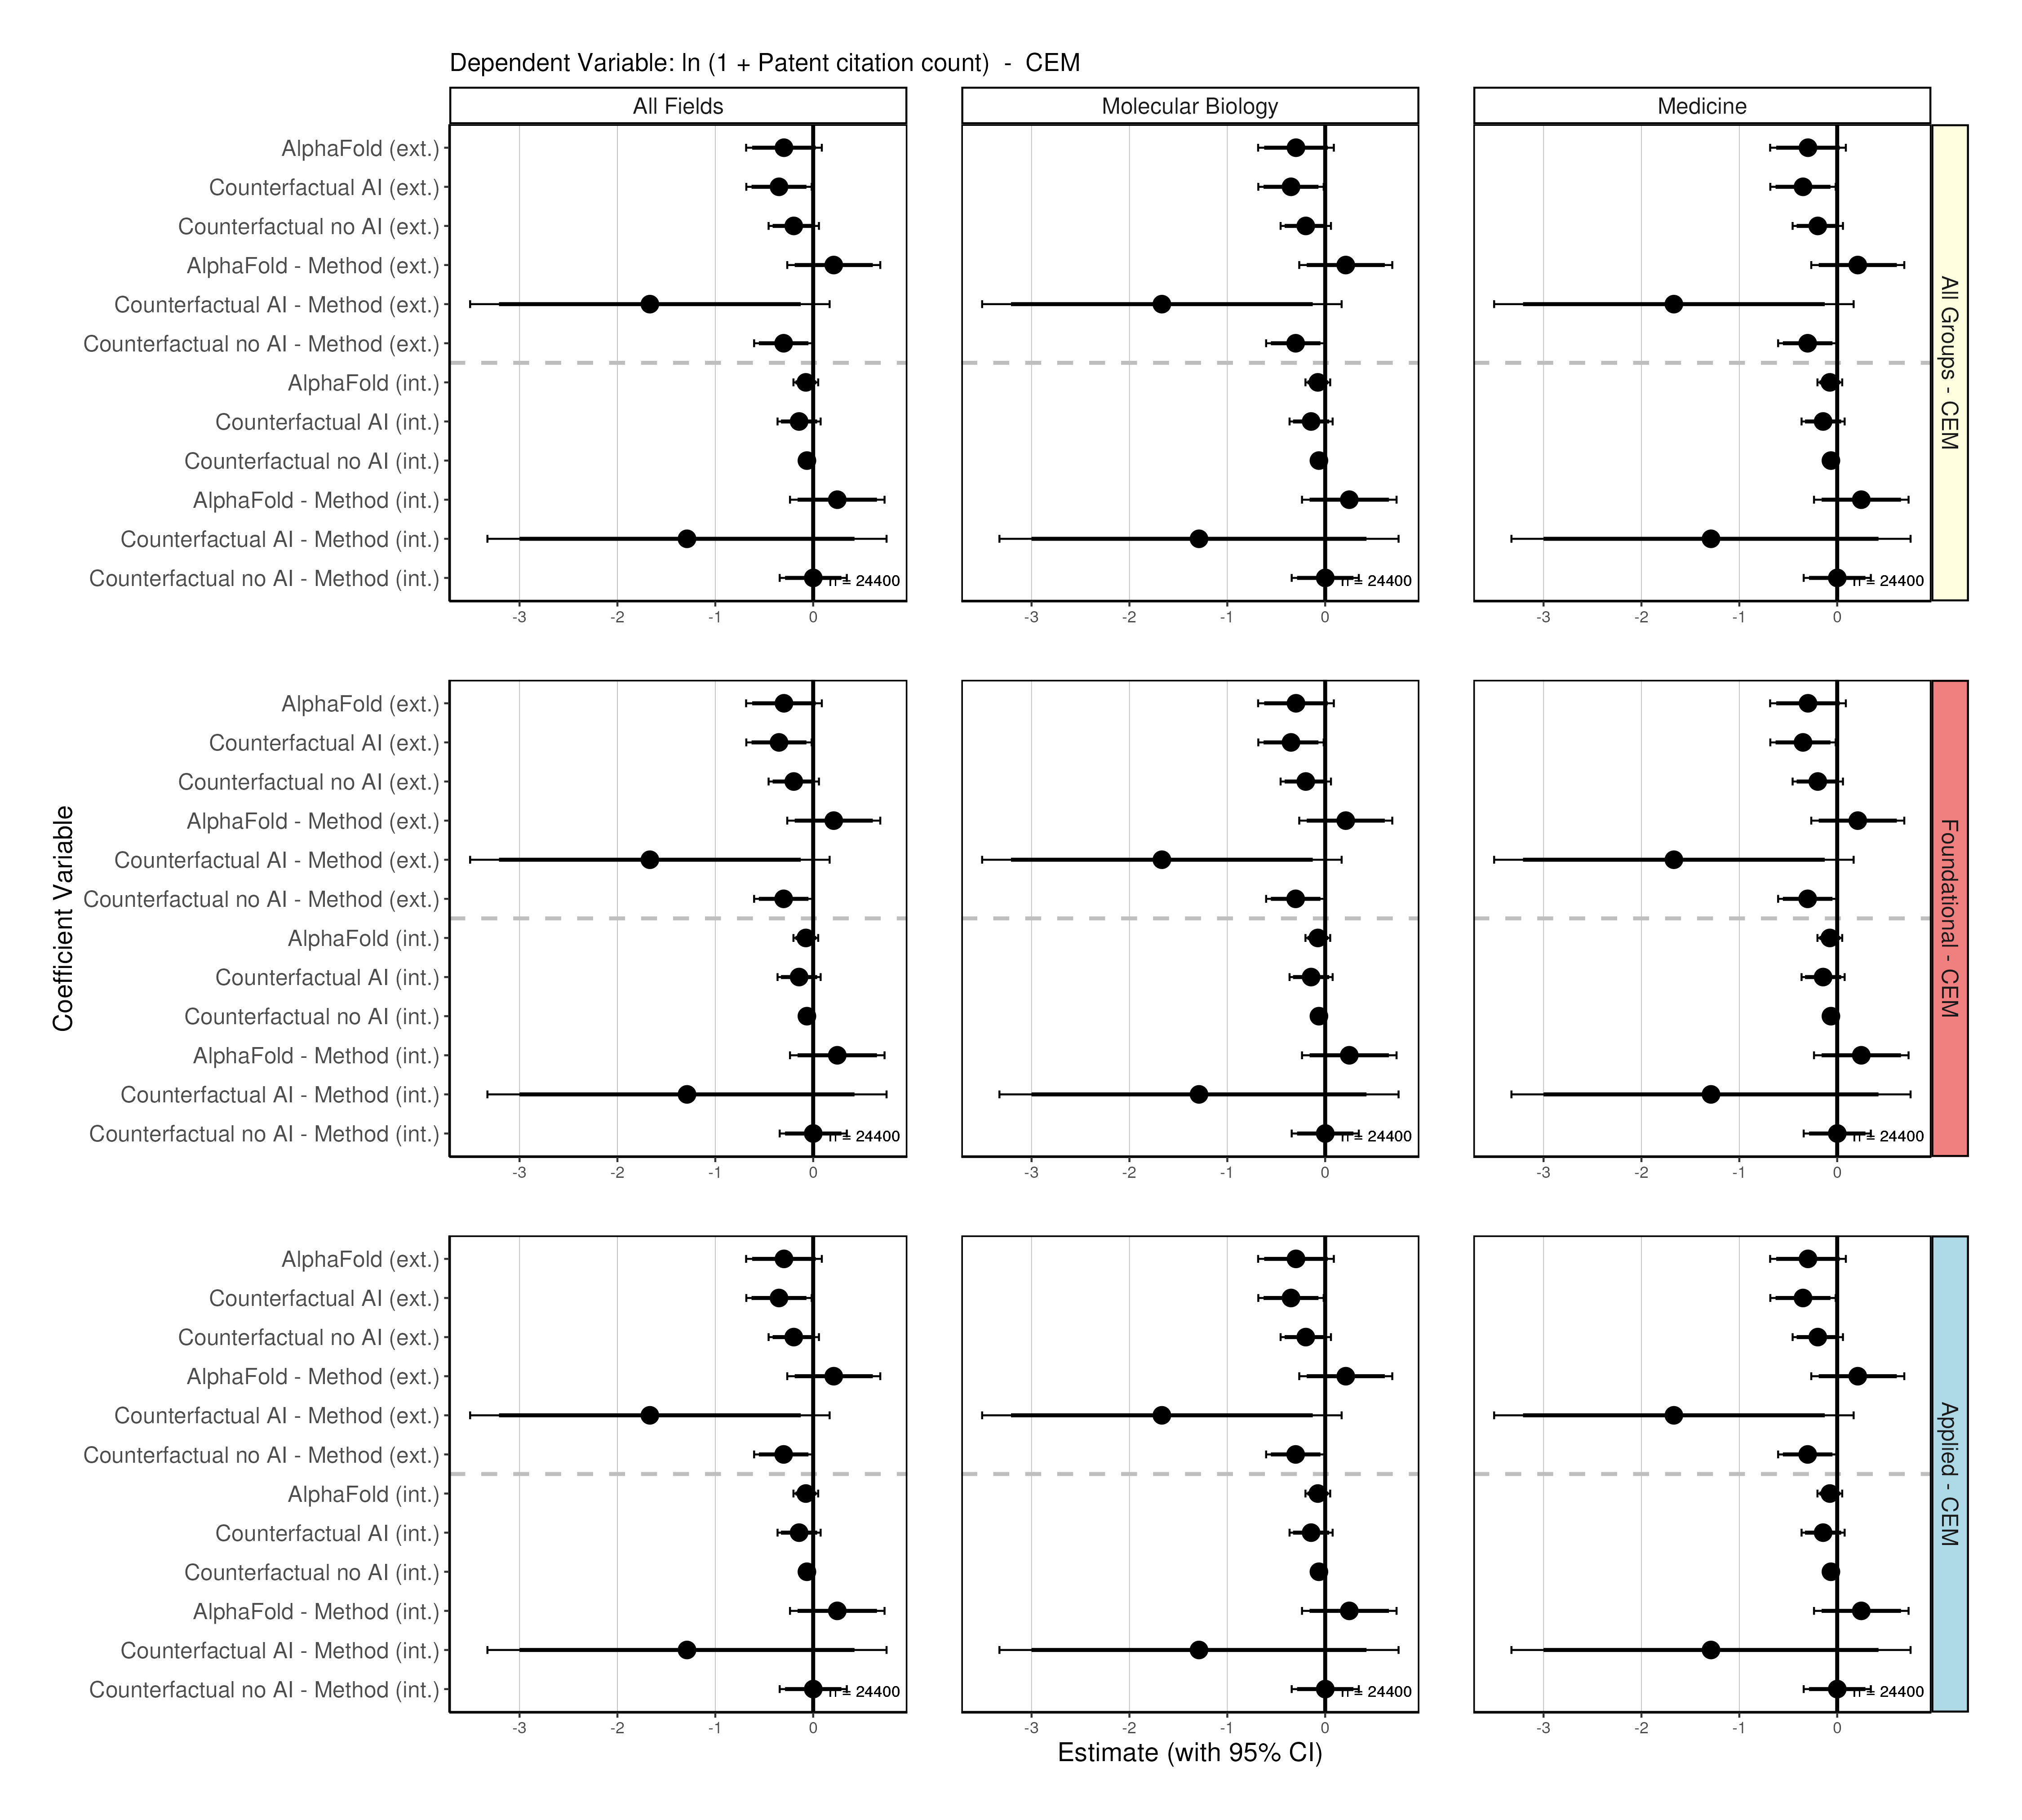 Dependent Variable: ln (1 + Patent citation count)  -  CEM
All Fields
Molecular Biology
Medicine
AlphaFold (ext.)
Counterfactual AI (ext.)
Counterfactual no AI (ext.)
AlphaFold - Method (ext.)
Counterfactual AI - Method (ext.)
Counterfactual no AI - Method (ext.)
AlphaFold (int.)
Counterfactual AI (int.)
Counterfactual no AI (int.)
AlphaFold - Method (int.)
Counterfactual AI - Method (int.)
Counterfactual no AI - Method (int.)
n = 24400
n = 24400
n = 24400
All Groups - CEM
-3 -2 -1 0
-3 -2 -1 0
-3 -2 -1 0
Coefficient Variable
AlphaFold (ext.)
Counterfactual AI (ext.)
Counterfactual no AI (ext.)
AlphaFold - Method (ext.)
Counterfactual AI - Method (ext.)
Counterfactual no AI - Method (ext.)
AlphaFold (int.)
Counterfactual AI (int.)
Counterfactual no AI (int.)
AlphaFold - Method (int.)
Counterfactual AI - Method (int.)
Counterfactual no AI - Method (int.)
n = 24400
n = 24400
n = 24400
Foundational - CEM
-3 -2 -1 0
-3 -2 -1 0
-3 -2 -1 0
AlphaFold (ext.)
Counterfactual AI (ext.)
Counterfactual no AI (ext.)
AlphaFold - Method (ext.)
Counterfactual AI - Method (ext.)
Counterfactual no AI - Method (ext.)
AlphaFold (int.)
Counterfactual AI (int.)
Counterfactual no AI (int.)
AlphaFold - Method (int.)
Counterfactual AI - Method (int.)
Counterfactual no AI - Method (int.)
n = 24400
n = 24400
n = 24400
Applied - CEM
-3 -2 -1 0
-3 -2 -1 0
-3 -2 -1 0
Estimate (with 95% CI)